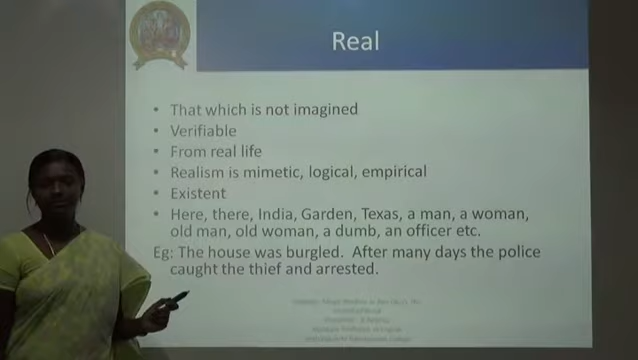 Real
• That which is not imagined
• Verifiable
• From real life
• Realism is mimetic, logical, empirical
• Existent
• Here, there, India, Garden, Texas, a man, a woman,
old man, old woman, a dumb, an officer etc.
Eg: The house was burgled. After many days the police
caught the thief and arrested.